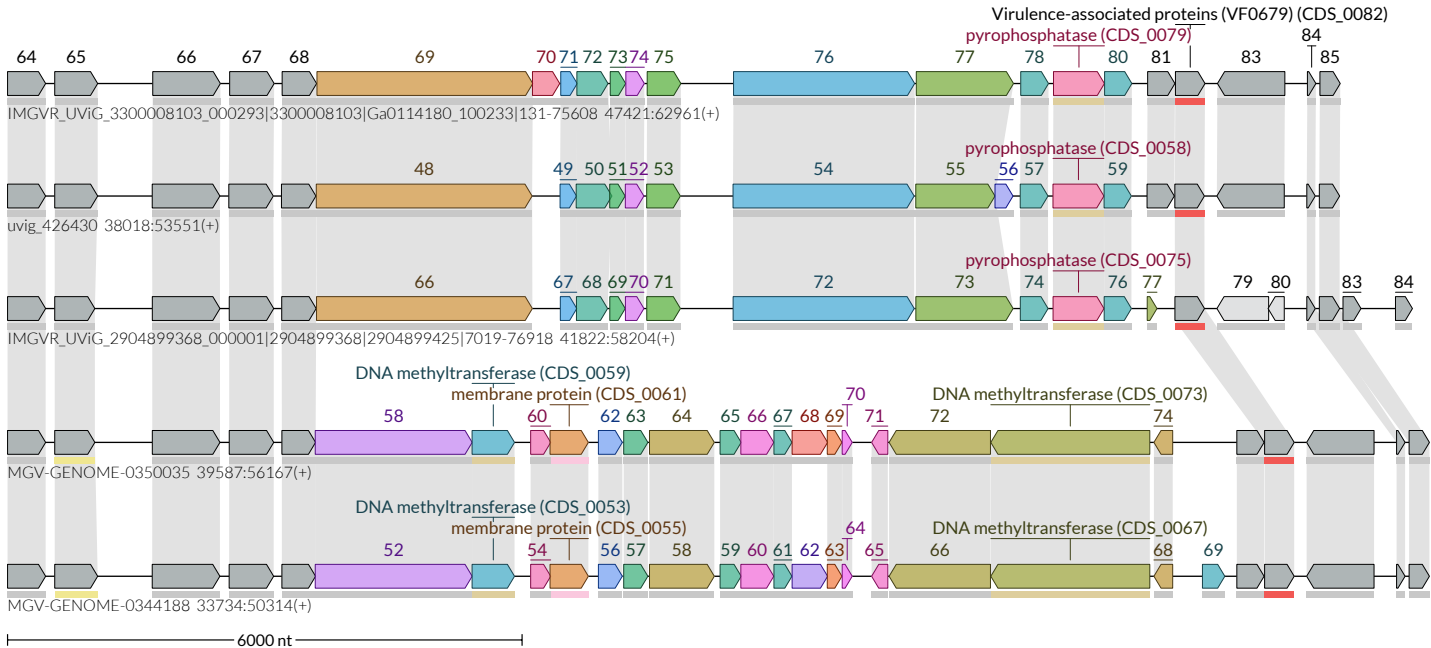 Virulence-associated proteins (VF0679) (CDS_0082)
pyrophosphatase (CDS_0079) 84
64 65 66 67 68 69 70 71 72 73 74 75 76 77 78 80 81 83 85
IMGVR_UViG_3300008103_000293|3300008103|Ga0114180_100233|131-75608 47421:62961(+)
pyrophosphatase (CDS_0058)
48 49 50 51 52 53 54 55 56 57 59
uvig_426430 38018:53551(+)
pyrophosphatase (CDS_0075)
66 67 68 69 70 71 72 73 74 76 77 79 80 83 84
IMGVR_UViG_2904899368_000001|2904899368|2904899425|7019-76918 41822:58204(+)
DNA methyltransferase (CDS_0059)
membrane protein (CDS_0061) 70 DNA methyltransferase (CDS_0073)
58 60 62 63 64 65 66 67 68 69 71 72 74
MGV-GENOME-0350035 39587:56167(+)
DNA methyltransferase (CDS_0053)
membrane protein (CDS_0055) 64 DNA methyltransferase (CDS_0067)
52 54 56 57 58 59 60 61 62 63 65 66 68 69
MGV-GENOME-0344188 33734:50314(+)
6000 nt